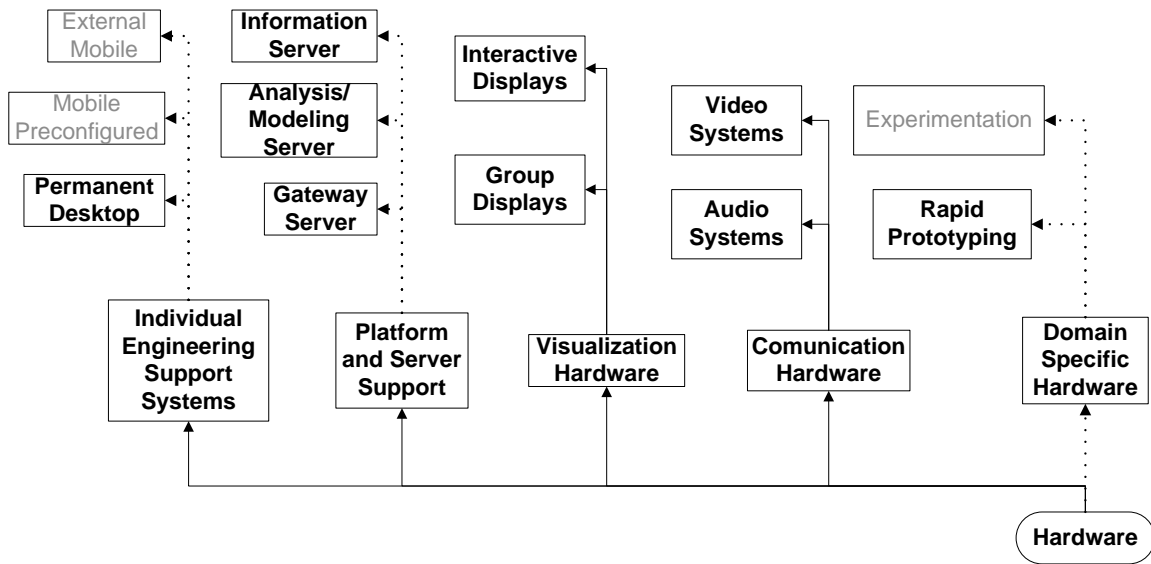 External
Mobile
Mobile
Preconfigured
Permanent
Desktop
Information
Server
Analysis/
Modeling
Server
Gateway
Server
Interactive
Displays
Group
Displays
Video
Systems
Audio
Systems
Experimentation
Rapid
Prototyping
Individual
Engineering
Support
Systems
Platform
and Server
Support
Visualization
Hardware
Comunication
Hardware
Domain
Specific
Hardware
Hardware